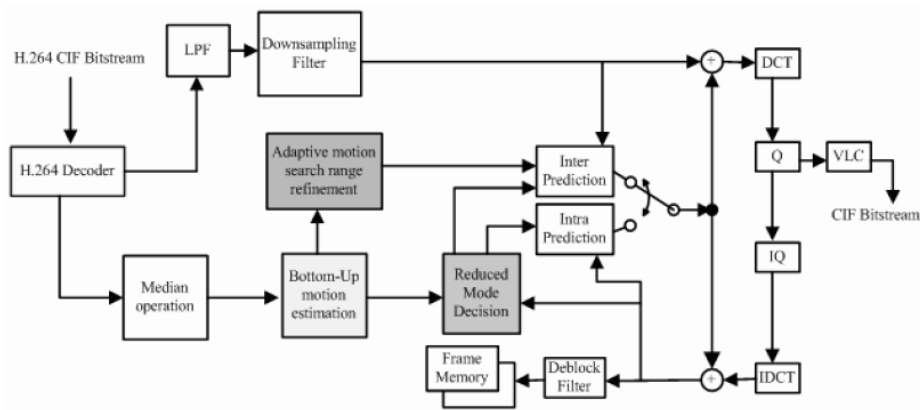 H.264 CIF Bitstream
LPF
Downsampling
Filter
+
DCT
H.264 Decoder
Adaptive motion
search range
refinement
Inter
Prediction
Q
VLC
CIF Bitstream
Intra
Prediction
Median
operation
Bottom-Up
motion
estimation
Reduced
Mode
Decision
IQ
Frame
Memory
Deblock
Filter
+
IDCT